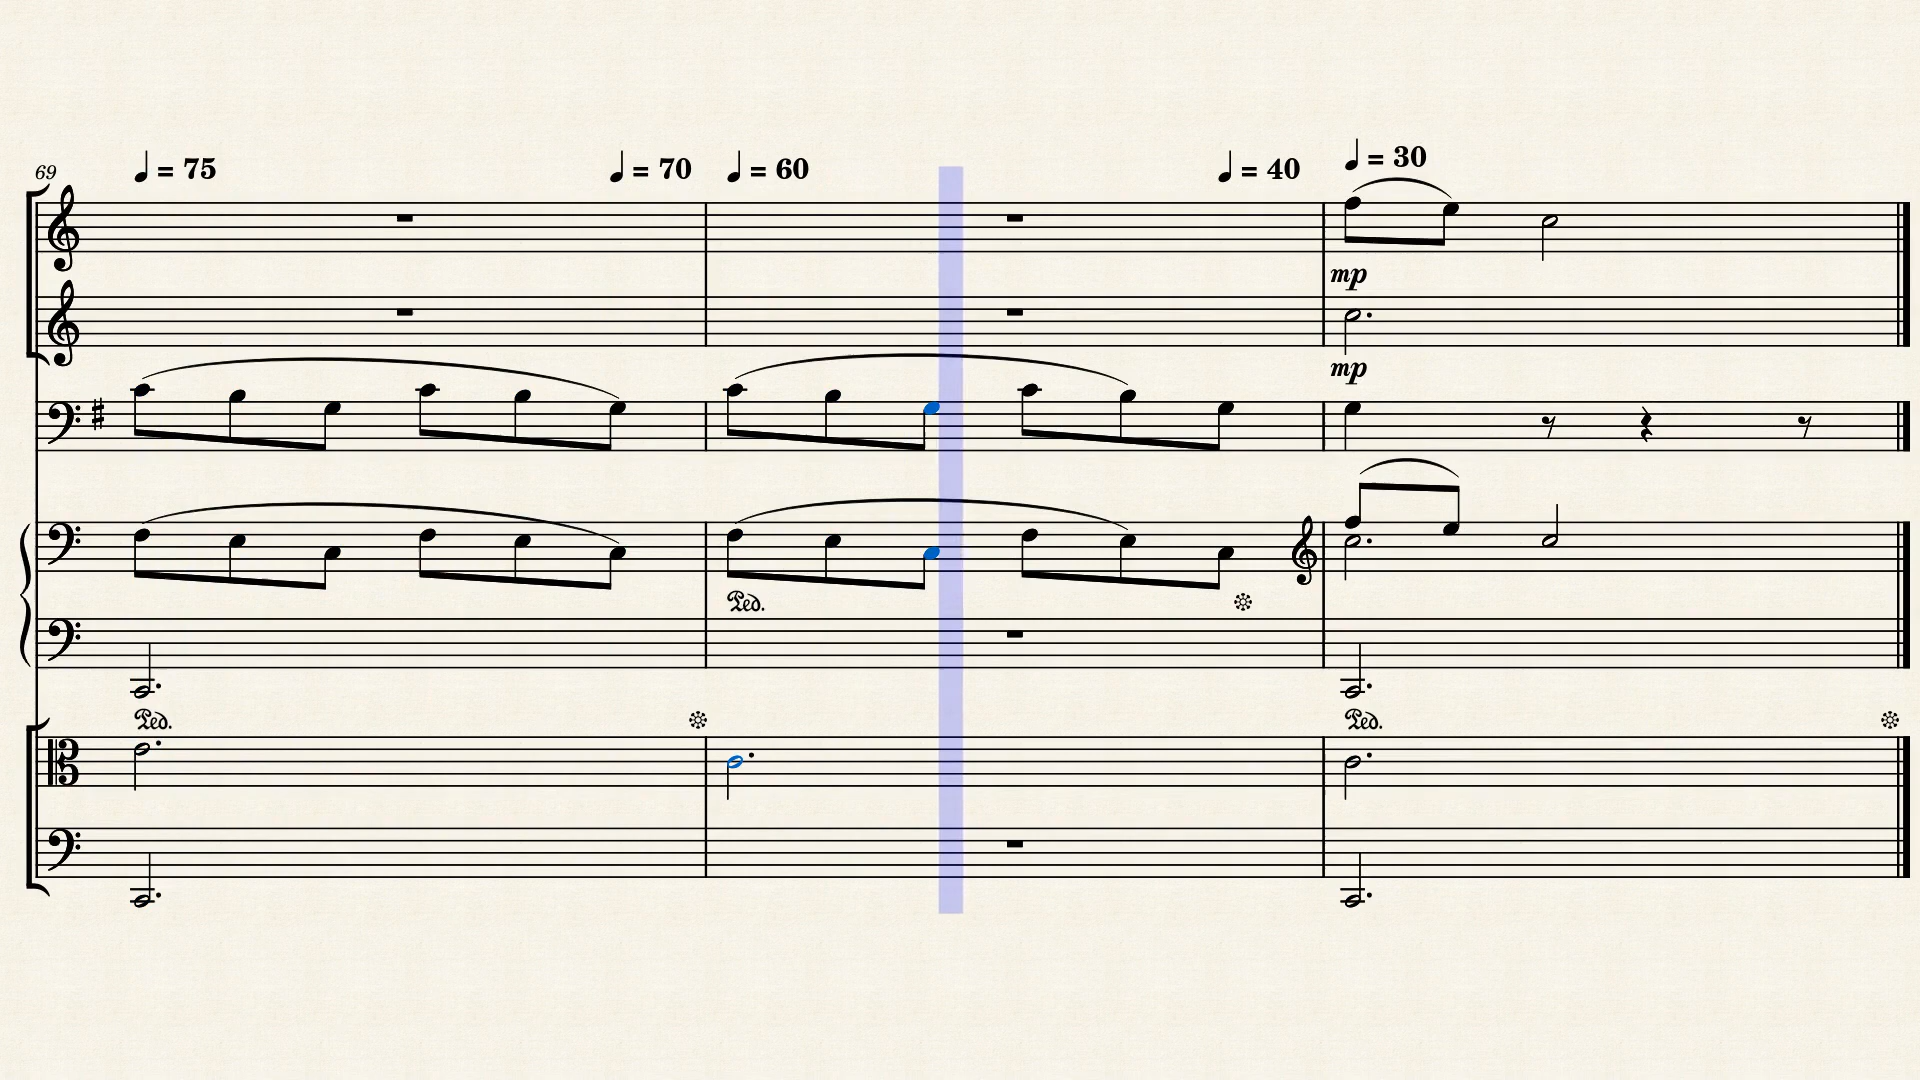 69
♩ = 75
♩ = 70
♩ = 60
♩ = 40
♩ = 30
mp
mp
Ped.
Ped.
Ped.